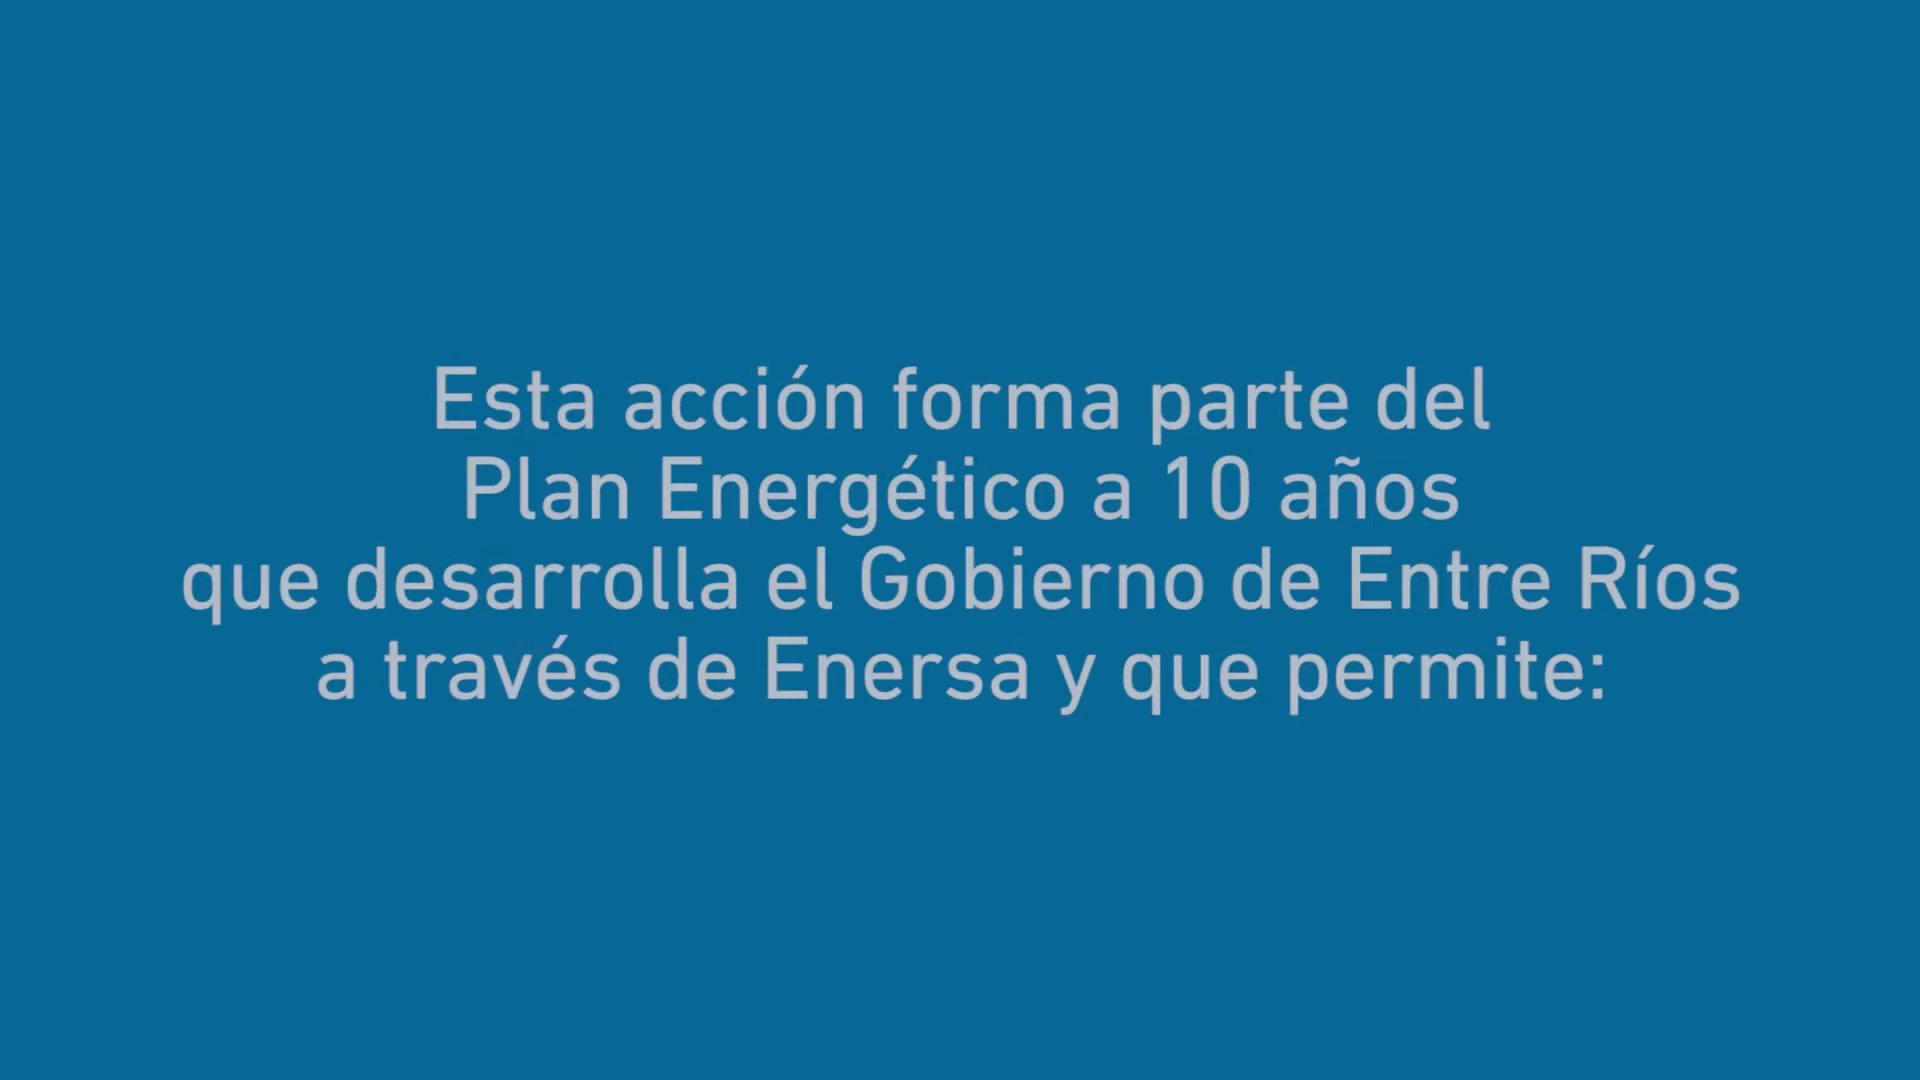 Esta acción forma parte del
Plan Energético a 10 años
que desarrolla el Gobierno de Entre Ríos
a través de Enersa y que permite: